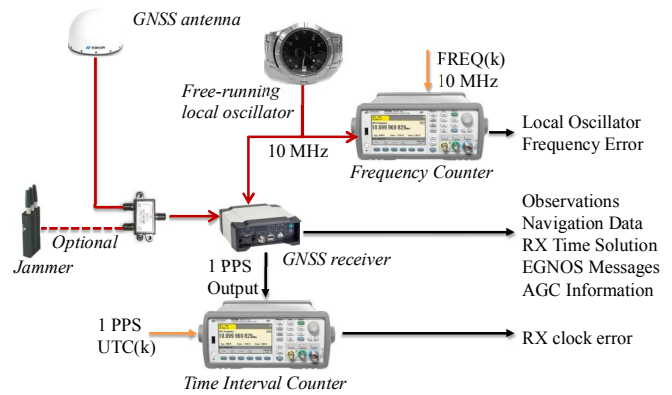 GNSS antenna
FREQ(k)
10 MHz
Free-running
local oscillator
Local Oscillator
Frequency Error
10 MHz
Frequency Counter
Observations
Navigation Data
RX Time Solution
EGNOS Messages
AGC Information
Optional
Jammer
GNSS receiver
1 PPS
Output
1 PPS
UTC(k)
RX clock error
Time Interval Counter